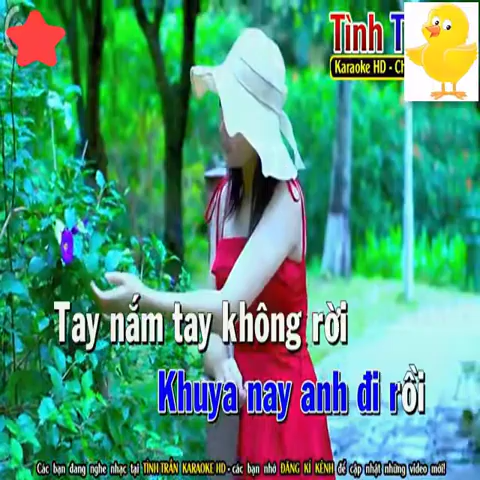 Tình
Karaoke HD - Ch
Tay nắm tay không rời
Khuya nay anh đi rồi
Các bạn đang nghe nhạc tại TÌNH TRẦN KARAOKE HD - các bạn nhớ ĐĂNG KÍ KÊNH để cập nhật những video mới!